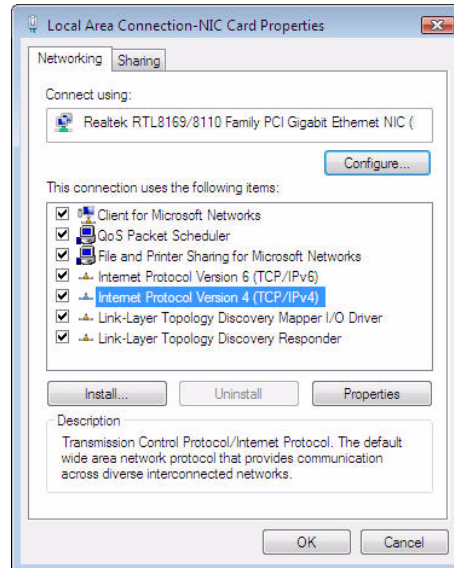 Local Area Connection-NIC Card Properties
Networking
Sharing
Connect using:
Realtek RTL8169/8110 Family PCI Gigabit Ethernet NIC (
Configure...
This connection uses the following items:
Client for Microsoft Networks
QoS Packet Scheduler
File and Printer Sharing for Microsoft Networks
Internet Protocol Version 6 (TCP/IPv6)
Internet Protocol Version 4 (TCP/IPv4)
Link-Layer Topology Discovery Mapper I/O Driver
Link-Layer Topology Discovery Responder
Install...
Uninstall
Properties
Description
Transmission Control Protocol/Internet Protocol. The default
wide area network protocol that provides communication
across diverse interconnected networks.
OK
Cancel